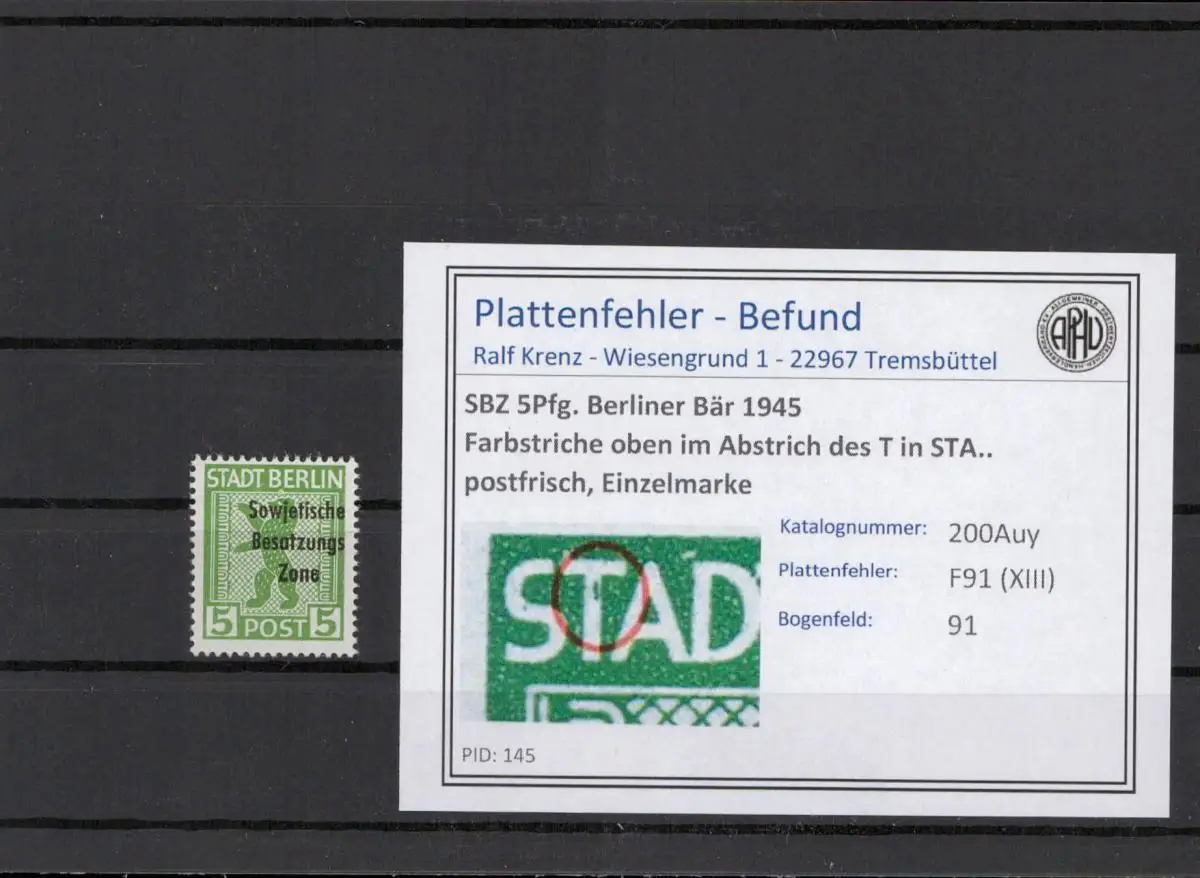 STADT BERLIN
Sowjetische
Besatzungs
Zone
5 POST 5
Plattenfehler - Befund
Ralf Krenz - Wiesengrund 1 - 22967 Tremsbüttel
APHV
SBZ 5Pfg. Berliner Bär 1945
Farbstriche oben im Abstrich des T in STA..
postfrisch, Einzelmarke
STAD
Katalognummer: 200Auy
Plattenfehler: F91 (XIII)
Bogenfeld: 91
PID: 145